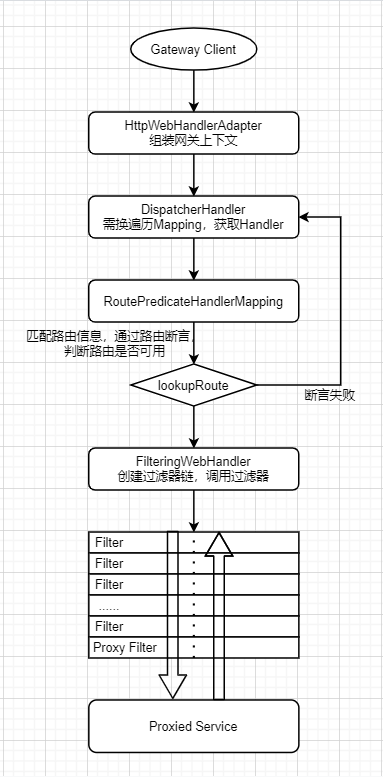 Gateway Client
HttpWebHandlerAdapter
组装网关上下文
DispatcherHandler
需换遍历Mapping，获取Handler
RoutePredicateHandlerMapping
匹配路由信息，通过路由断言，
判断路由是否可用
lookupRoute
断言失败
FilteringWebHandler
创建过滤器链，调用过滤器
Filter
Filter
Filter
......
Filter
Proxy Filter
Proxied Service